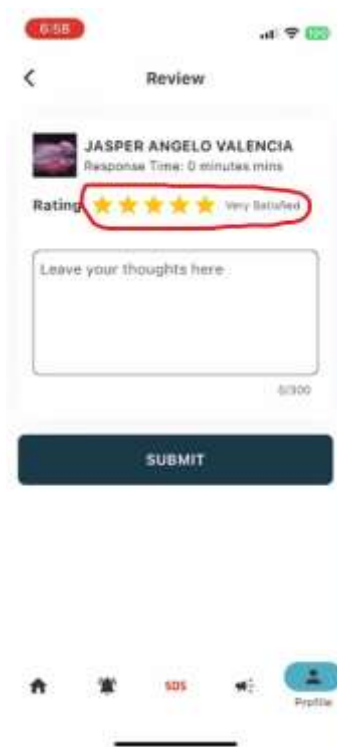 6:58
Review
JASPER ANGELO VALENCIA
Response Time: 0 minutes mins
Rating Very Satisfied
Leave your thoughts here
0/300
SUBMIT
SOS
Profile